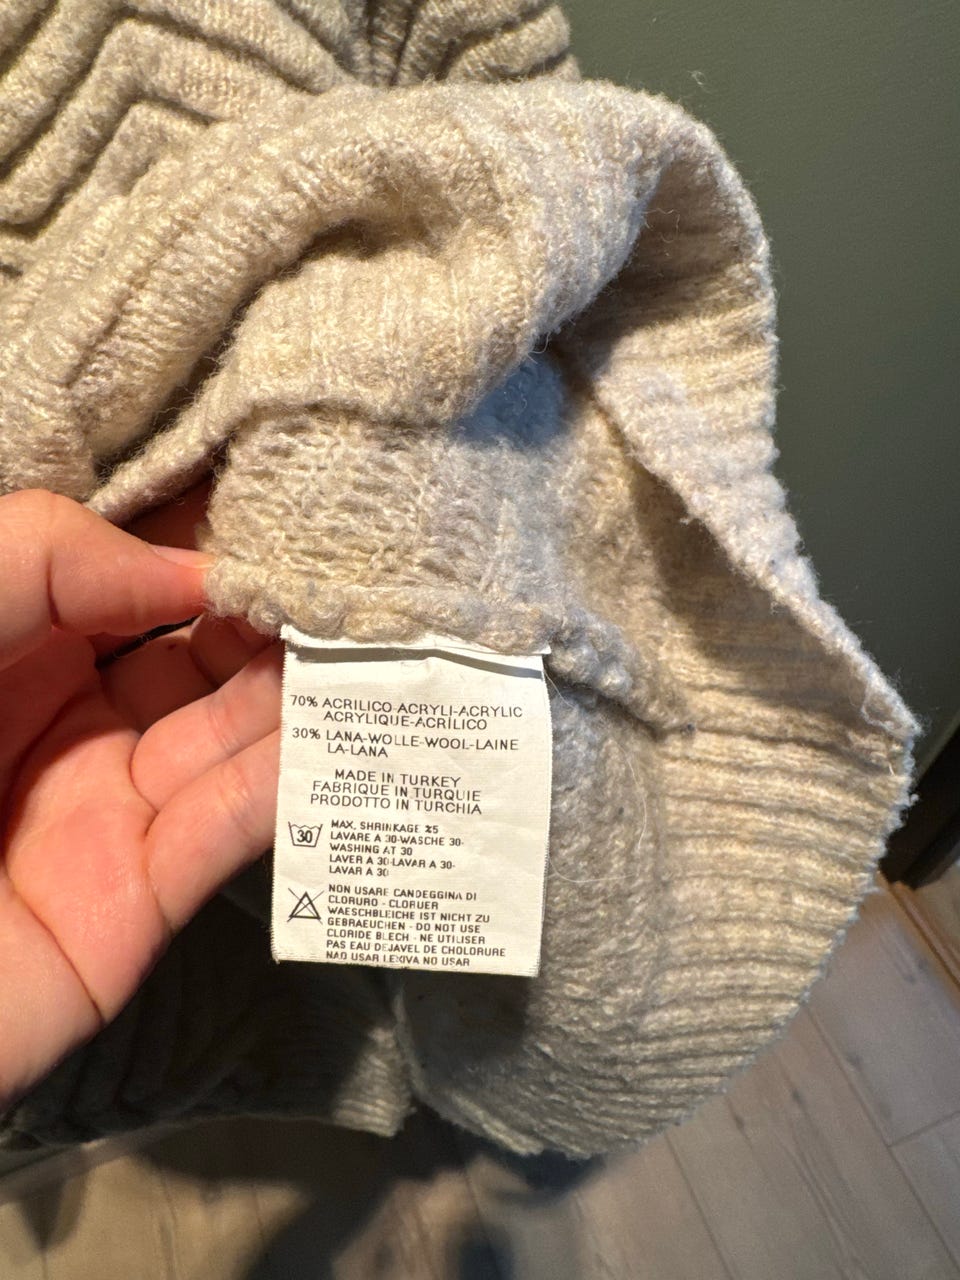 70% ACRILICO-ACRYLI-ACRYLIC
ACRYLIQUE-ACRÍLICO
30% LANA-WOLLE-WOOL-LAINE
LA-LANA
MADE IN TURKEY
FABRIQUE IN TURQUIE
PRODOTTO IN TURCHIA
30
MAX. SHRINKAGE %5
LAVARE A 30-WASCHE 30-
WASHING AT 30
LAVER A 30-LAVAR A 30-
LAVAR A 30
NON USARE CANDEGGINA DI
CLORURO - CLORUER
WAESCHBLEICHE IST NICHT ZU
GEBRAEUCHEN - DO NOT USE
CLORIDE BLECH - NE UTILISER
PAS EAU DEJAVEL DE CHOLORURE
NAO USAR LEXIVA NO USAR